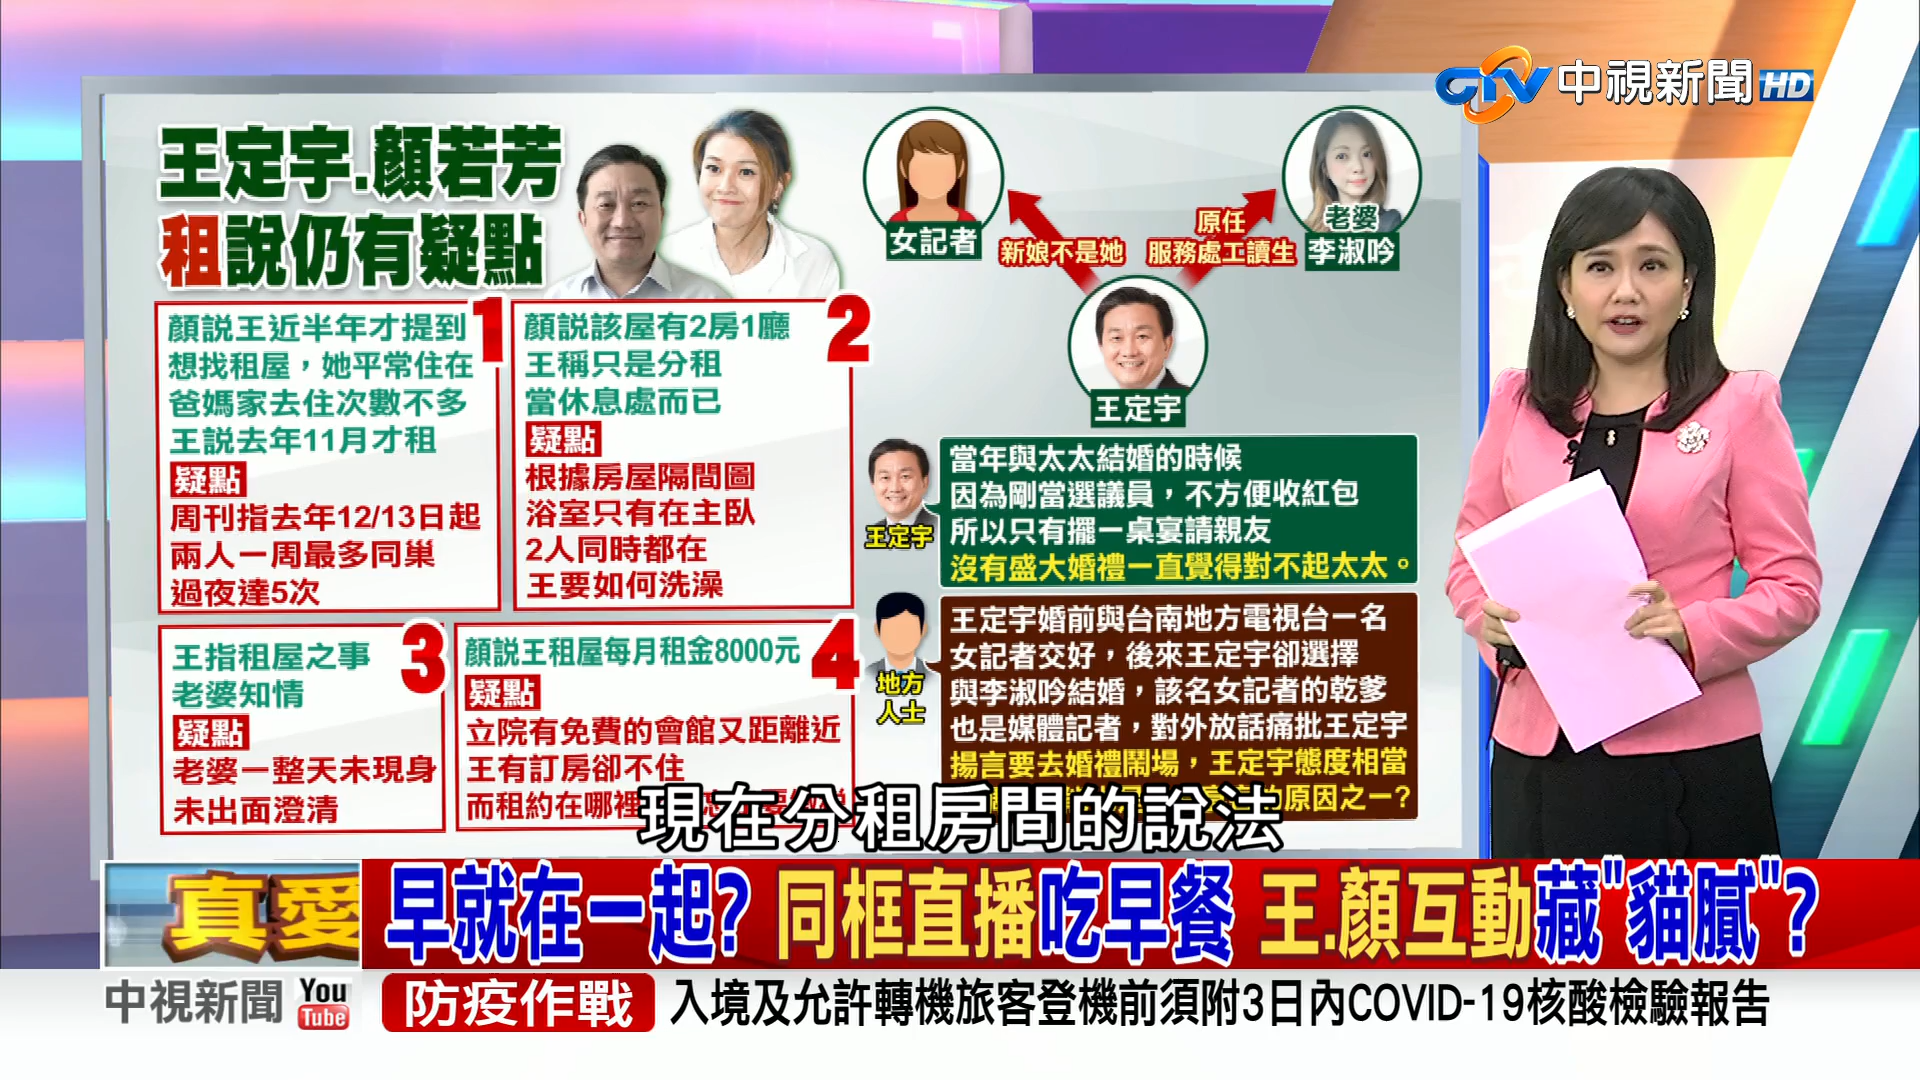 CTV中視新聞HD
王定宇.顏若芳
租說仍有疑點
1
顏說王近半年才提到
想找租屋，她平常住在
爸媽家去住次數不多
王說去年11月才租
疑點
周刊指去年12/13日起
兩人一周最多同巢
過夜達5次
2
顏說該屋有2房1廳
王稱只是分租
當休息處而已
疑點
根據房屋隔間圖
浴室只有在主臥
2人同時都在
王要如何洗澡
3
王指租屋之事
老婆知情
疑點
老婆一整天未現身
未出面澄清
4
顏說王租屋每月租金8000元
疑點
立院有免費的會館又距離近
王有訂房卻不住
而租約在哪裡
女記者
新娘不是她
原任
服務處工讀生
老婆
李淑吟
王定宇
王定宇
當年與太太結婚的時候
因為剛當選議員，不方便收紅包
所以只有擺一桌宴請親友
沒有盛大婚禮一直覺得對不起太太。
地方
人士
王定宇婚前與台南地方電視台一名
女記者交好，後來王定宇卻選擇
與李淑吟結婚，該名女記者的乾爹
也是媒體記者，對外放話痛批王定宇
揚言要去婚禮鬧場，王定宇態度相當
的原因之一?
現在分租房間的說法
真愛
早就在一起? 同框直播吃早餐 王.顏互動藏"貓膩"?
中視新聞 YouTube
防疫作戰 入境及允許轉機旅客登機前須附3日內COVID-19核酸檢驗報告